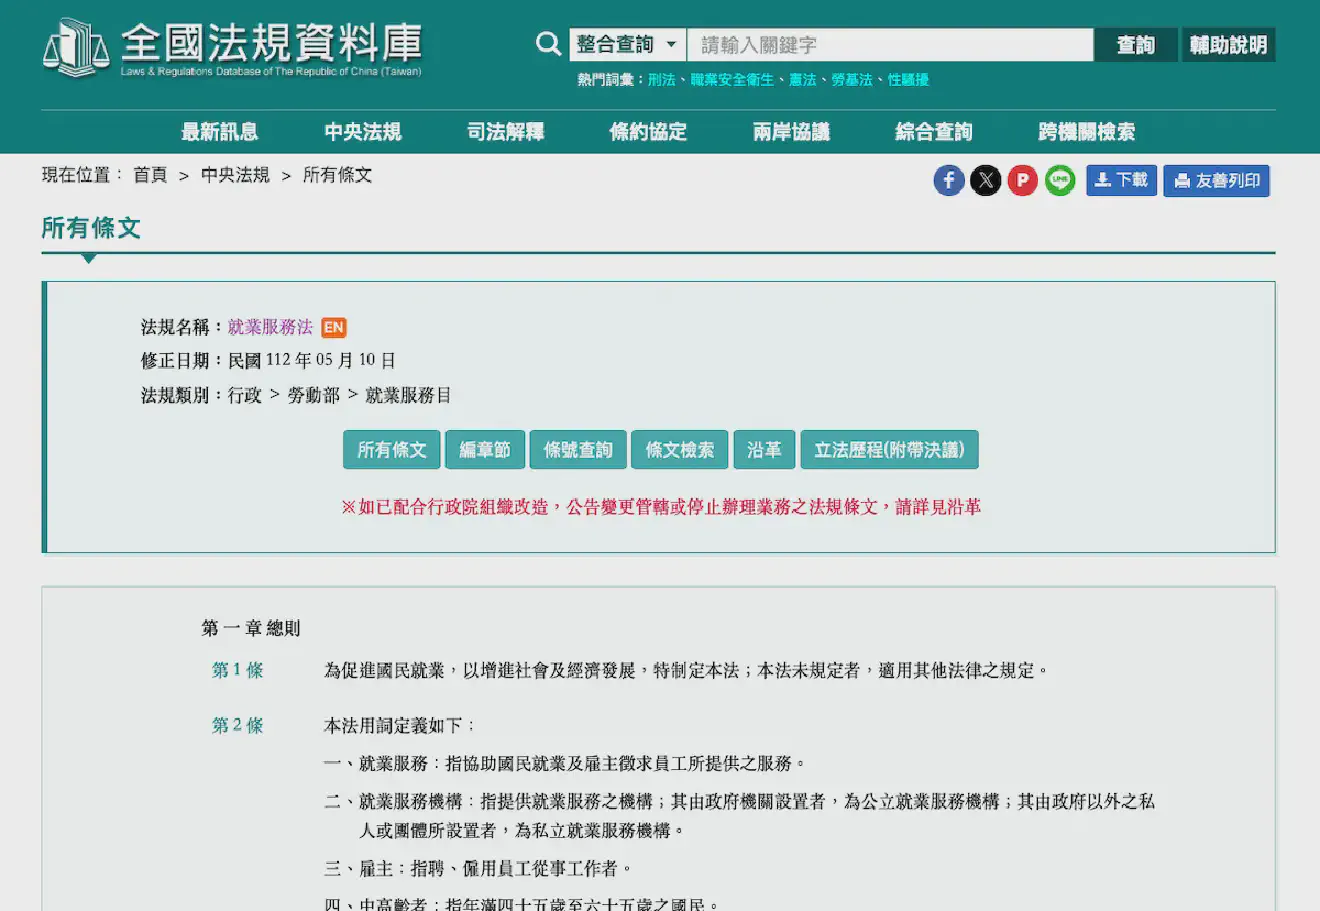 全國法規資料庫
Laws & Regulations Database of The Republic of China (Taiwan)
整合查詢 請輸入關鍵字 查詢 輔助說明
熱門詞彙：刑法、職業安全衛生、憲法、勞基法、性騷擾
最新訊息 中央法規 司法解釋 條約協定 兩岸協議 綜合查詢 跨機關檢索
現在位置： 首頁 > 中央法規 > 所有條文
f X P LINE 下載 友善列印
所有條文
法規名稱：就業服務法 EN
修正日期：民國 112 年 05 月 10 日
法規類別：行政 > 勞動部 > 就業服務目
所有條文 編章節 條號查詢 條文檢索 沿革 立法歷程(附帶決議)
※如已配合行政院組織改造，公告變更管轄或停止辦理業務之法規條文，請詳見沿革
第 一 章 總則
第 1 條 為促進國民就業，以增進社會及經濟發展，特制定本法；本法未規定者，適用其他法律之規定。
第 2 條 本法用詞定義如下：
一、就業服務：指協助國民就業及雇主徵求員工所提供之服務。
二、就業服務機構：指提供就業服務之機構；其由政府機關設置者，為公立就業服務機構；其由政府以外之私
人或團體所設置者，為私立就業服務機構。
三、雇主：指聘、僱用員工從事工作者。
四、中高齡者：指年滿四十五歲至六十五歲之國民。